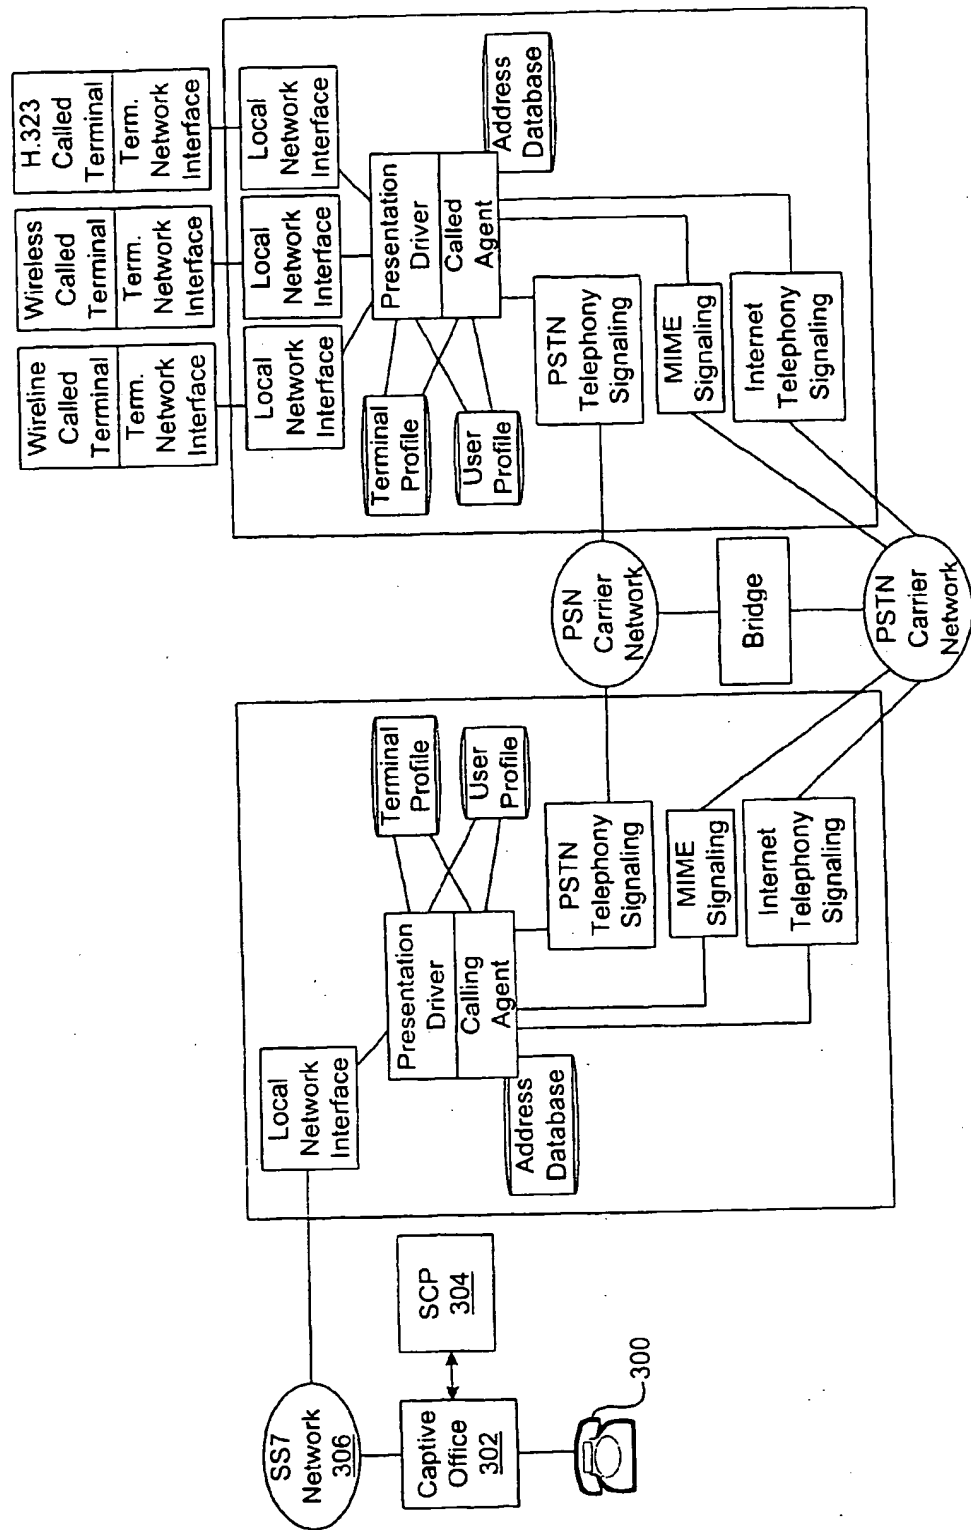 SS7
Network
306
Captive
Office
302
SCP
304
300
Local
Network
Interface
Presentation
Driver
Calling
Agent
Address
Database
Terminal
Profile
User
Profile
PSTN
Telephony
Signaling
MIME
Signaling
Internet
Telephony
Signaling
PSN
Carrier
Network
Bridge
PSTN
Carrier
Network
Wireline
Called
Terminal
Term.
Network
Interface
Wireless
Called
Terminal
Term.
Network
Interface
H.323
Called
Terminal
Term.
Network
Interface
Local
Network
Interface
Local
Network
Interface
Local
Network
Interface
Terminal
Profile
User
Profile
Presentation
Driver
Called
Agent
Address
Database
PSTN
Telephony
Signaling
MIME
Signaling
Internet
Telephony
Signaling